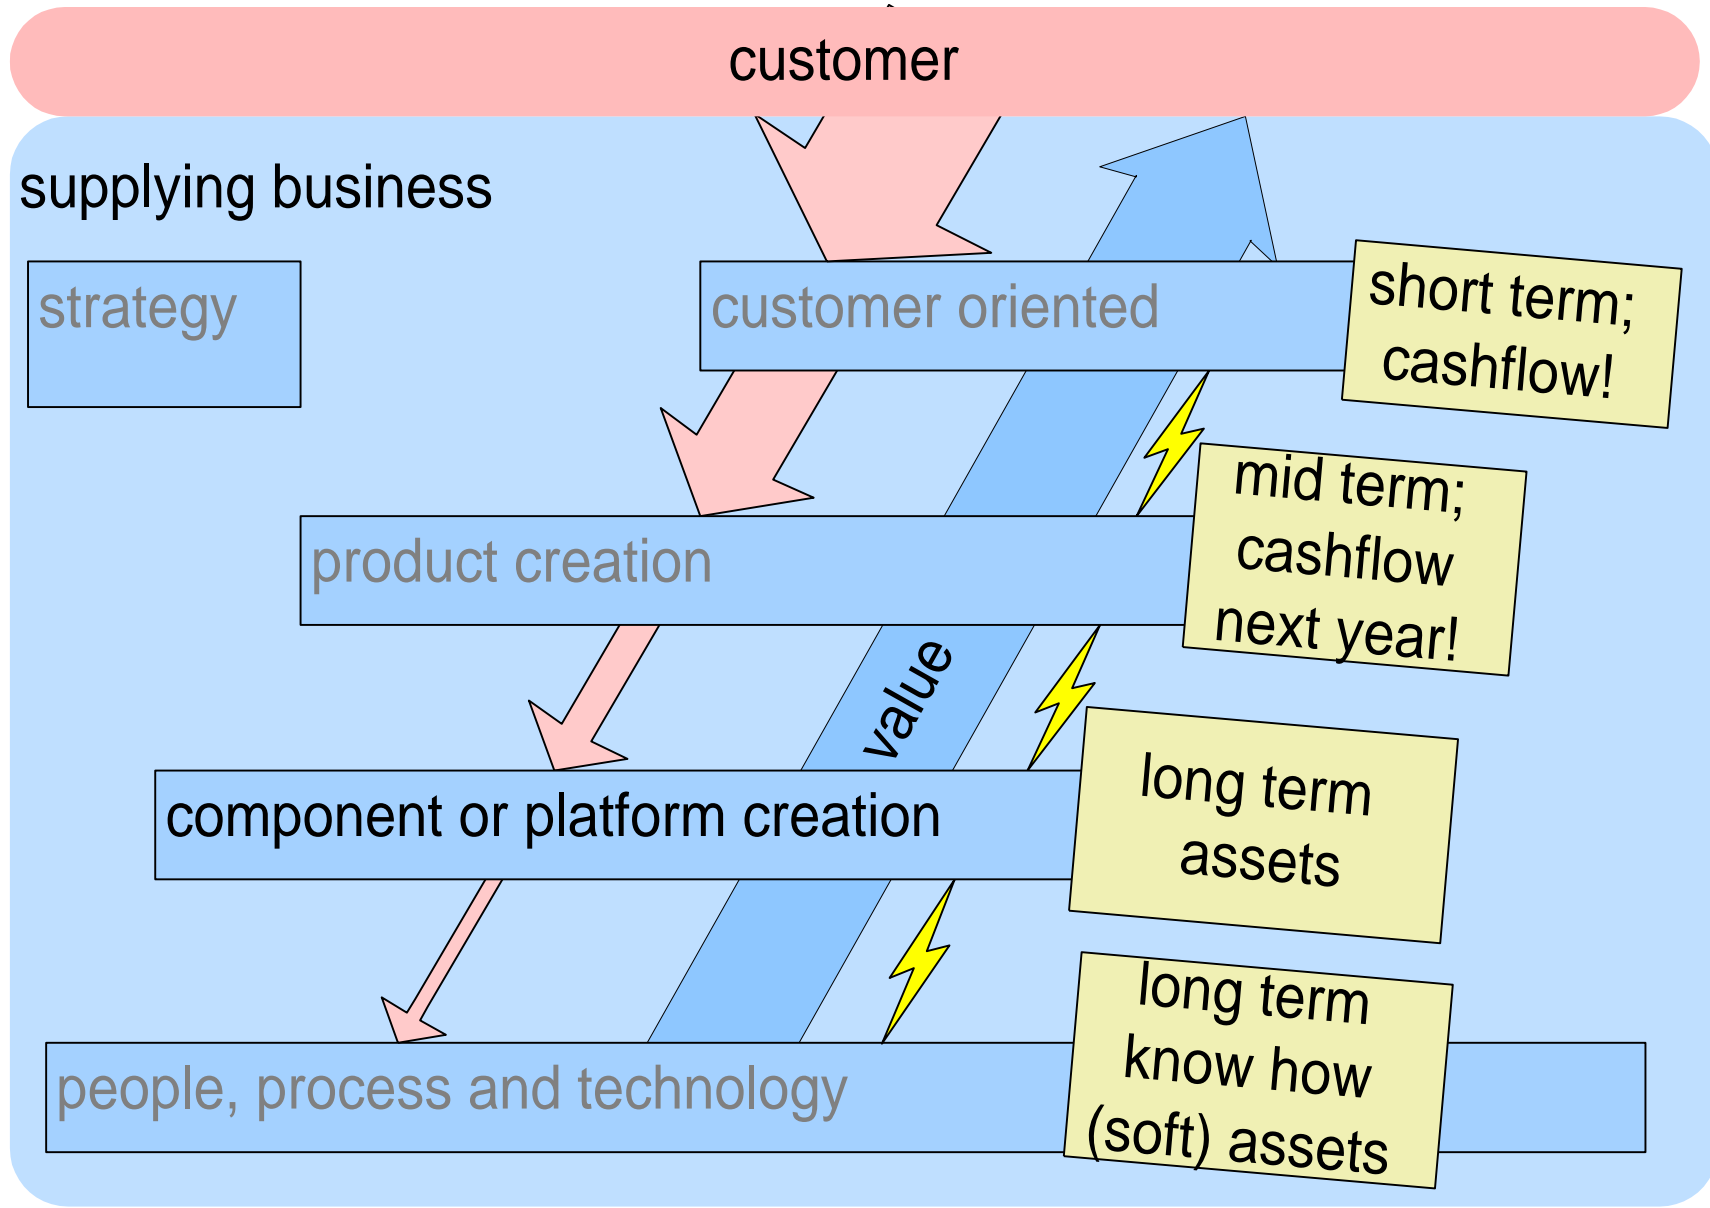 customer
supplying business
strategy
customer oriented
short term;
cashflow!
product creation
mid term;
cashflow
next year!
value
component or platform creation
long term
assets
people, process and technology
long term
know how
(soft) assets